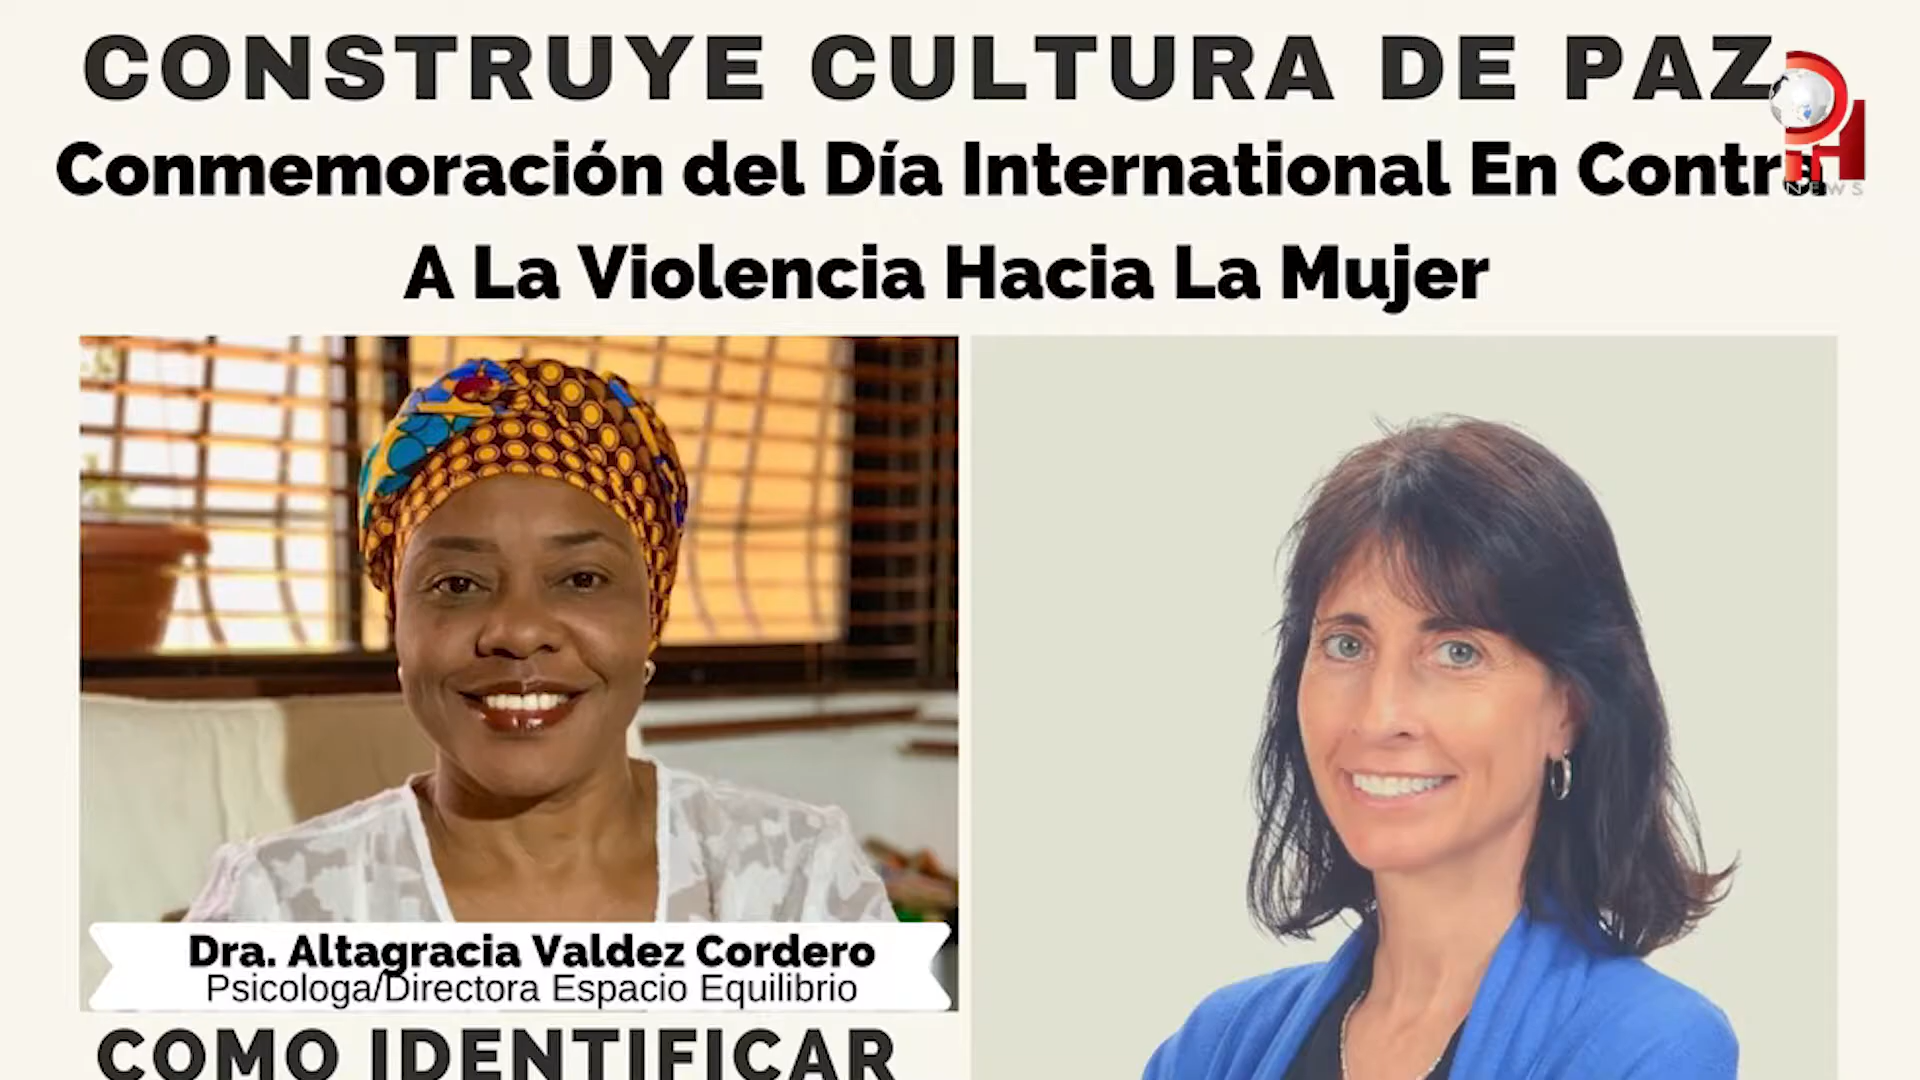 CONSTRUYE CULTURA DE PAZ
Conmemoración del Día International En Contra
A La Violencia Hacia La Mujer
NEWS
Dra. Altagracia Valdez Cordero
Psicologa/Directora Espacio Equilibrio
COMO IDENTIFICAR